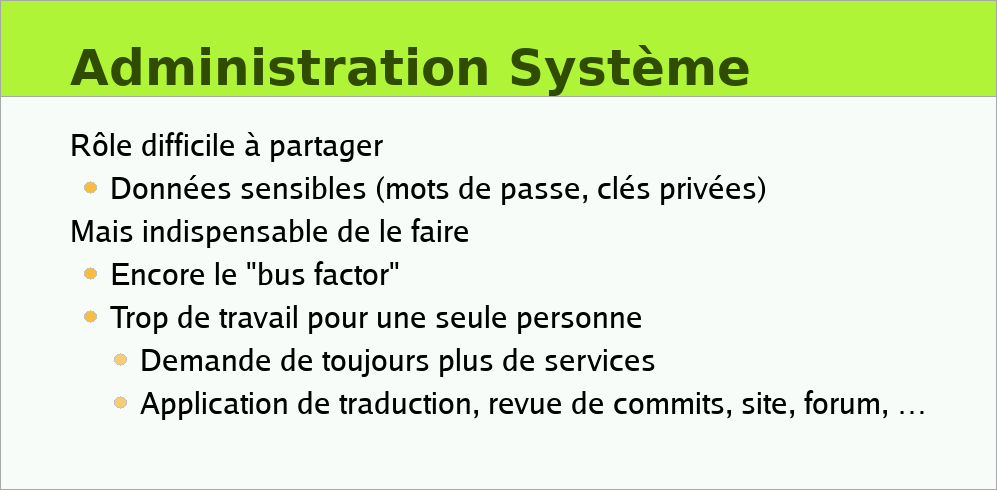 Administration Système
Rôle difficile à partager
Données sensibles (mots de passe, clés privées)
Mais indispensable de le faire
Encore le "bus factor"
Trop de travail pour une seule personne
Demande de toujours plus de services
Application de traduction, revue de commits, site, forum, …